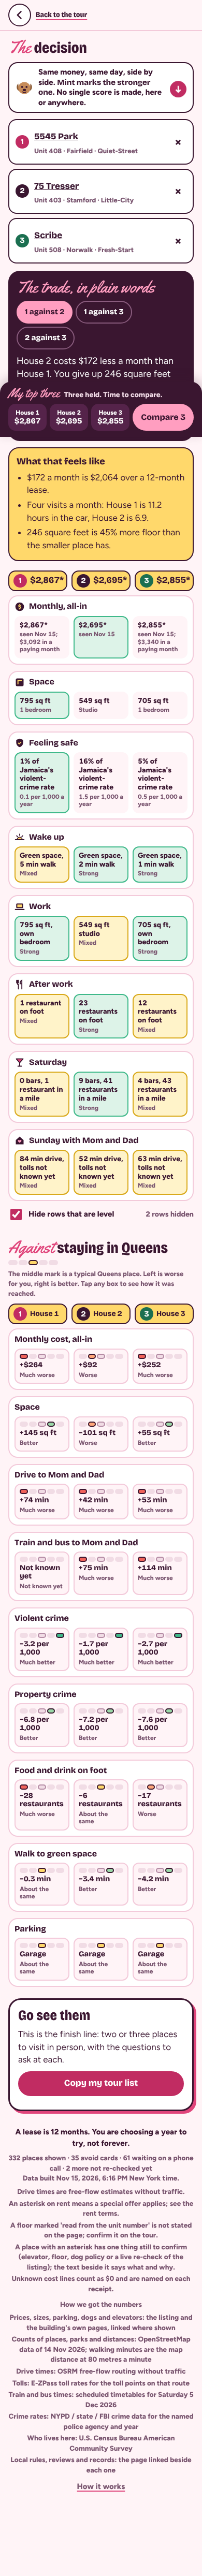 Back to the tour
The decision
Same money, same day, side by
side. Mint marks the stronger
one. No single score is made, here
or anywhere.
1 5545 Park
Unit 408 · Fairfield · Quiet-Street
×
2 75 Tresser
Unit 403 · Stamford · Little-City
×
3 Scribe
Unit 508 · Norwalk · Fresh-Start
×
The trade, in plain words
1 against 2
1 against 3
2 against 3
House 2 costs $172 less a month than
House 1. You give up 246 square feet
My top three Three held. Time to compare.
House 1
$2,867
House 2
$2,695
House 3
$2,855
Compare 3
What that feels like
• $172 a month is $2,064 over a 12-month
lease.
• Four visits a month: House 1 is 11.2
hours in the car, House 2 is 6.9.
• 246 square feet is 45% more floor than
the smaller place has.
1 $2,867*
2 $2,695*
3 $2,855*
Monthly, all-in
$2,867*
seen Nov 15;
$3,092 in a
paying month
$2,695*
seen Nov 15
$2,855*
seen Nov 15;
$3,340 in a
paying month
Space
795 sq ft
1 bedroom
549 sq ft
Studio
705 sq ft
1 bedroom
Feeling safe
1% of
Jamaica's
violent-
crime rate
0.1 per 1,000 a
year
16% of
Jamaica's
violent-
crime rate
1.5 per 1,000 a
year
5% of
Jamaica's
violent-
crime rate
0.5 per 1,000 a
year
Wake up
Green space,
5 min walk
Mixed
Green space,
2 min walk
Strong
Green space,
1 min walk
Strong
Work
795 sq ft,
own
bedroom
Strong
549 sq ft
studio
Mixed
705 sq ft,
own
bedroom
Strong
After work
1 restaurant
on foot
Mixed
23
restaurants
on foot
Strong
12
restaurants
on foot
Mixed
Saturday
0 bars, 1
restaurant in
a mile
Mixed
9 bars, 41
restaurants
in a mile
Strong
4 bars, 43
restaurants
in a mile
Mixed
Sunday with Mom and Dad
84 min drive,
tolls not
known yet
Mixed
52 min drive,
tolls not
known yet
Mixed
63 min drive,
tolls not
known yet
Mixed
Hide rows that are level
2 rows hidden
Against staying in Queens
The middle mark is a typical Queens place. Left is worse
for you, right is better. Tap any box to see how it was
reached.
1 House 1
2 House 2
3 House 3
Monthly cost, all-in
+$264
Much worse
+$92
Worse
+$252
Much worse
Space
+145 sq ft
Better
−101 sq ft
Worse
+55 sq ft
Better
Drive to Mom and Dad
+74 min
Much worse
+42 min
Much worse
+53 min
Much worse
Train and bus to Mom and Dad
Not known
yet
Not known yet
+75 min
Much worse
+114 min
Much worse
Violent crime
−3.2 per
1,000
Much better
−1.7 per
1,000
Much better
−2.7 per
1,000
Much better
Property crime
−6.8 per
1,000
Better
−7.2 per
1,000
Better
−7.6 per
1,000
Better
Food and drink on foot
−28
restaurants
Much worse
−6
restaurants
About the
same
−17
restaurants
Worse
Walk to green space
−0.3 min
About the
same
−3.4 min
Better
−4.2 min
Better
Parking
Garage
About the
same
Garage
About the
same
Garage
About the
same
Go see them
This is the finish line: two or three places
to visit in person, with the questions to
ask at each.
Copy my tour list
A lease is 12 months. You are choosing a year to
try, not forever.
332 places shown · 35 avoid cards · 61 waiting on a phone
call · 2 more not re-checked yet
Data built Nov 15, 2026, 6:16 PM New York time.
Drive times are free-flow estimates without traffic.
An asterisk on rent means a special offer applies; see the
rent terms.
A floor marked 'read from the unit number' is not stated
on the page; confirm it on the tour.
A place with an asterisk has one thing still to confirm
(elevator, floor, dog policy or a live re-check of the
listing); the text beside it says what and why.
Unknown cost lines count as $0 and are named on each
receipt.
How we got the numbers
Prices, sizes, parking, dogs and elevators: the listing and
the building's own pages, linked where shown
Counts of places, parks and distances: OpenStreetMap
data of 14 Nov 2026; walking minutes are the map
distance at 80 metres a minute
Drive times: OSRM free-flow routing without traffic
Tolls: E-ZPass toll rates for the toll points on that route
Train and bus times: scheduled timetables for Saturday 5
Dec 2026
Crime rates: NYPD / state / FBI crime data for the named
police agency and year
Who lives here: U.S. Census Bureau American
Community Survey
Local rules, reviews and records: the page linked beside
each one
How it works